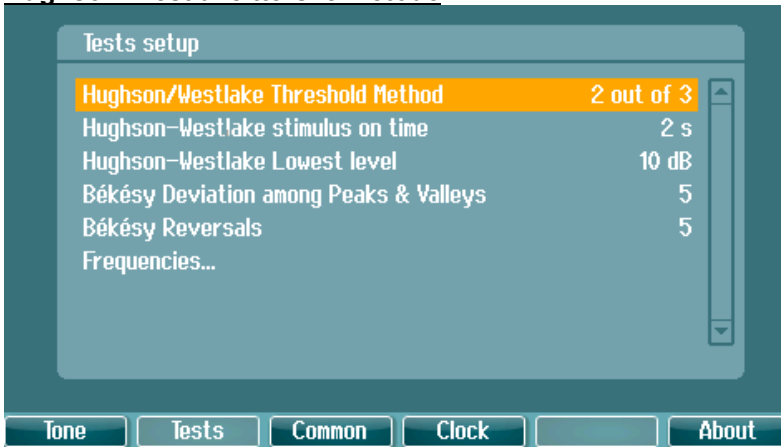 Tests setup
Hughson/Westlake Threshold Method 2 out of 3
Hughson-Westlake stimulus on time 2 s
Hughson-Westlake Lowest level 10 dB
Békésy Deviation among Peaks & Valleys 5
Békésy Reversals 5
Frequencies...
Tone Tests Common Clock About